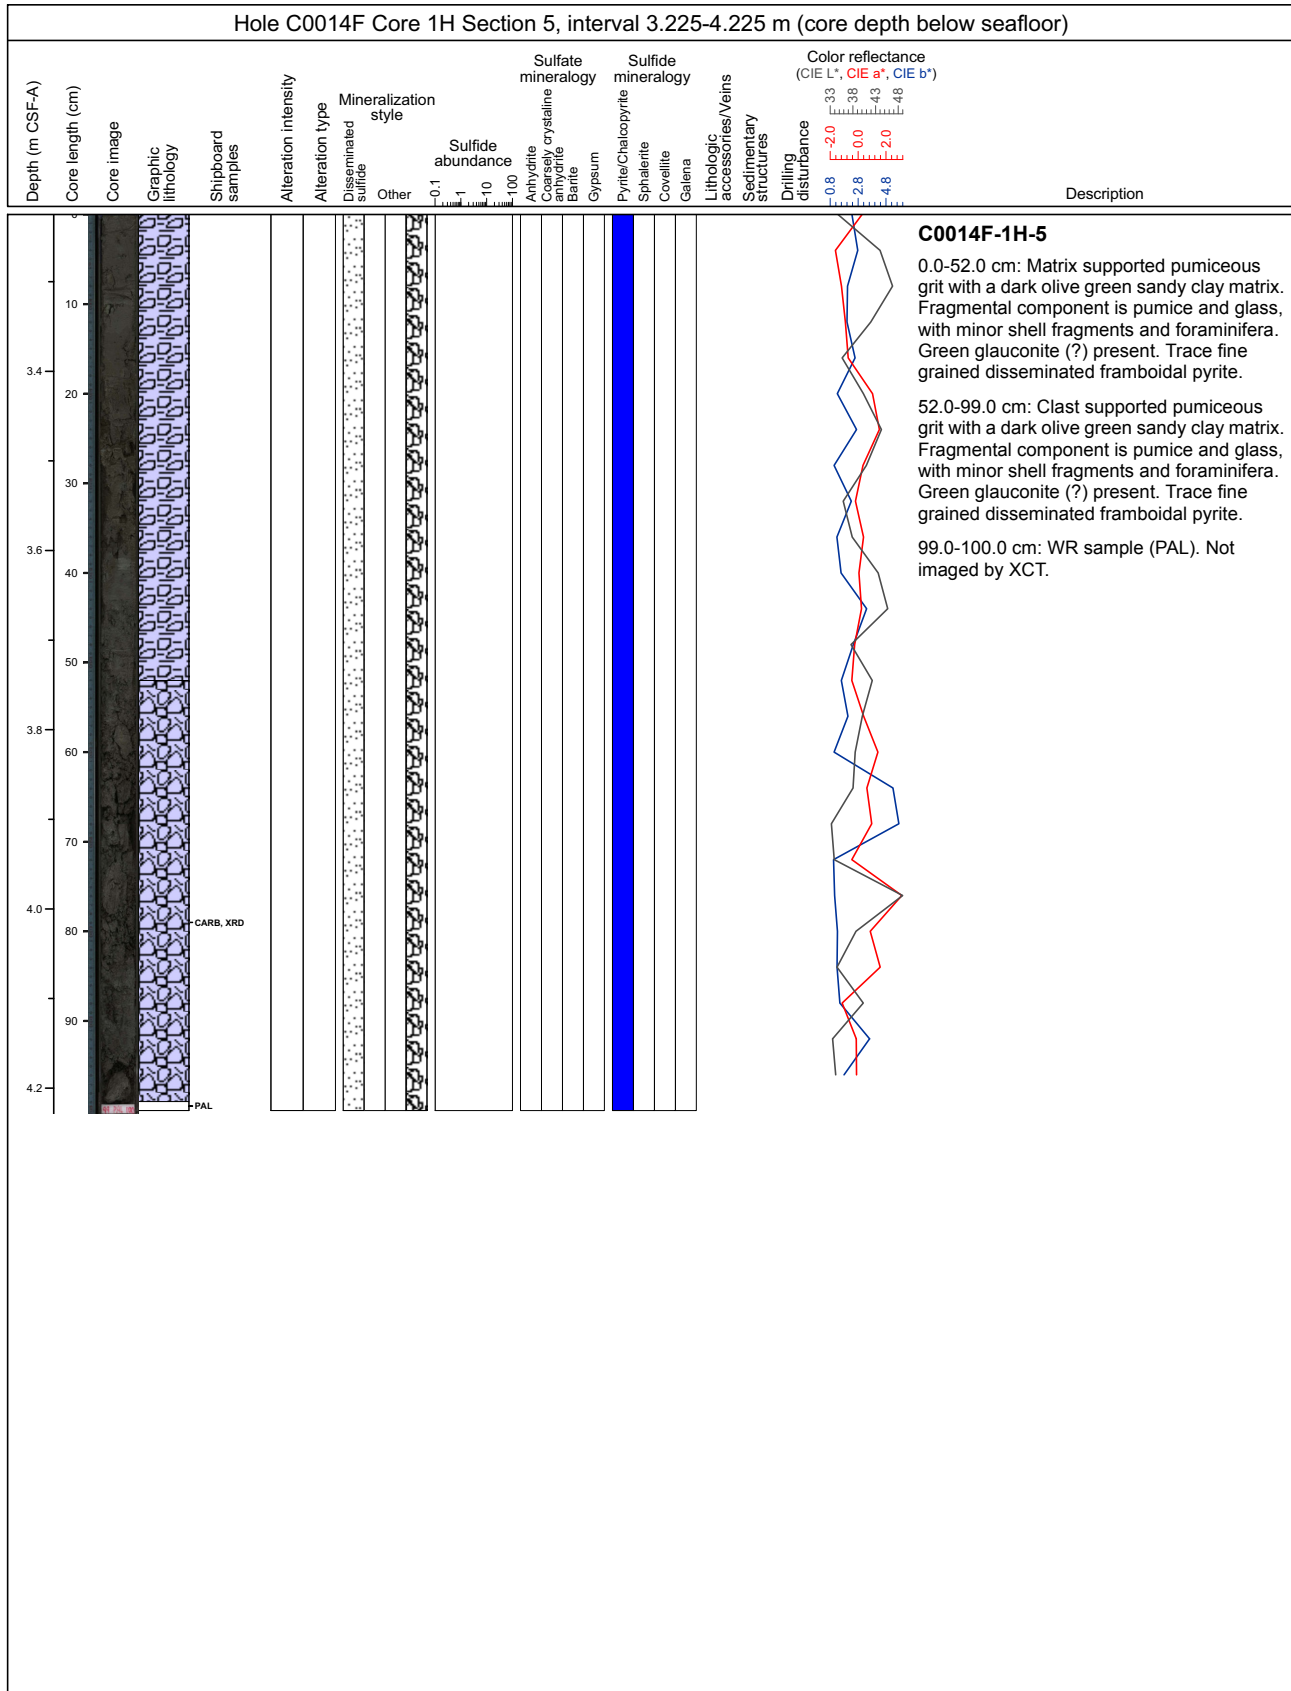 Hole C0014F Core 1H Section 5, interval 3.225-4.225 m (core depth below seafloor)
Depth (m CSF-A)
Core length (cm)
Core image
Graphic
lithology
Shipboard
samples
Alteration intensity
Alteration type
Mineralization
style
Disseminated
sulfide
Other
Sulfide
abundance
0.1
1
10
100
Sulfate
mineralogy
Anhydrite
Coarsely crystaline
anhydrite
Barite
Gypsum
Sulfide
mineralogy
Pyrite/Chalcopyrite
Sphalerite
Covellite
Galena
Lithologic
accessories/Veins
Sedimentary
structures
Drilling
disturbance
Color reflectance
(CIE L*, CIE a*, CIE b*)
33
38
43
48
-2.0
0.0
2.0
0.8
2.8
4.8
Description
0
10
3.4
20
30
3.6
40
50
3.8
60
70
4.0
80
90
4.2
CARB, XRD
PAL
C0014F-1H-5
0.0-52.0 cm: Matrix supported pumiceous
grit with a dark olive green sandy clay matrix.
Fragmental component is pumice and glass,
with minor shell fragments and foraminifera.
Green glauconite (?) present. Trace fine
grained disseminated framboidal pyrite.
52.0-99.0 cm: Clast supported pumiceous
grit with a dark olive green sandy clay matrix.
Fragmental component is pumice and glass,
with minor shell fragments and foraminifera.
Green glauconite (?) present. Trace fine
grained disseminated framboidal pyrite.
99.0-100.0 cm: WR sample (PAL). Not
imaged by XCT.